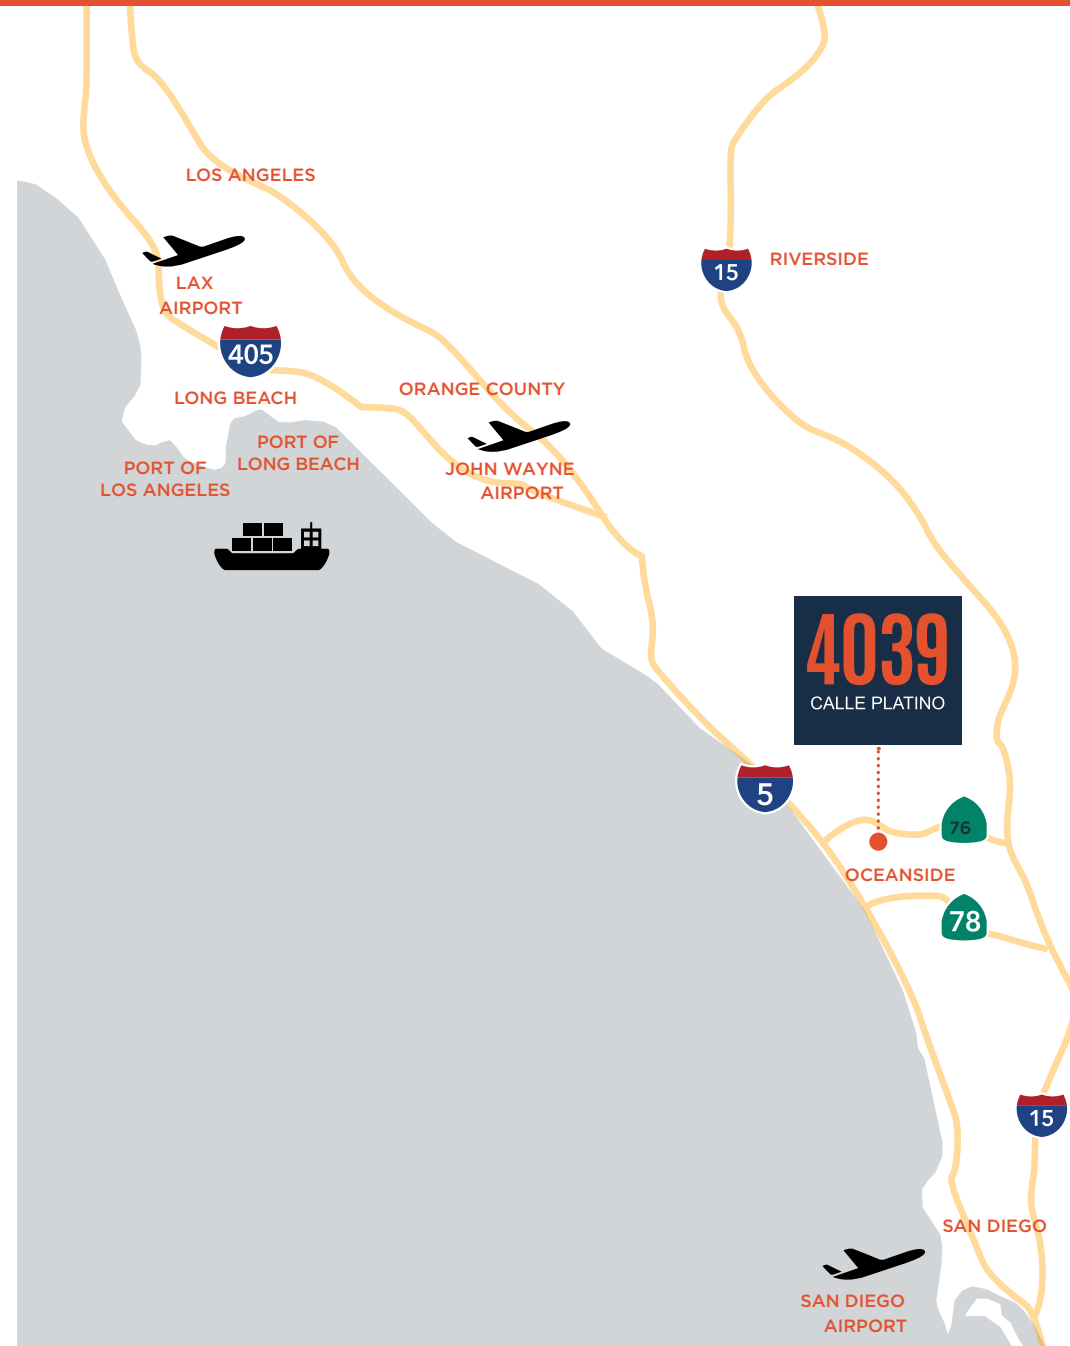 LOS ANGELES
15
RIVERSIDE
LAX
AIRPORT
405
LONG BEACH
ORANGE COUNTY
PORT OF
LONG BEACH
PORT OF
LOS ANGELES
JOHN WAYNE
AIRPORT
4039
CALLE PLATINO
5
76
OCEANSIDE
78
15
SAN DIEGO
SAN DIEGO
AIRPORT